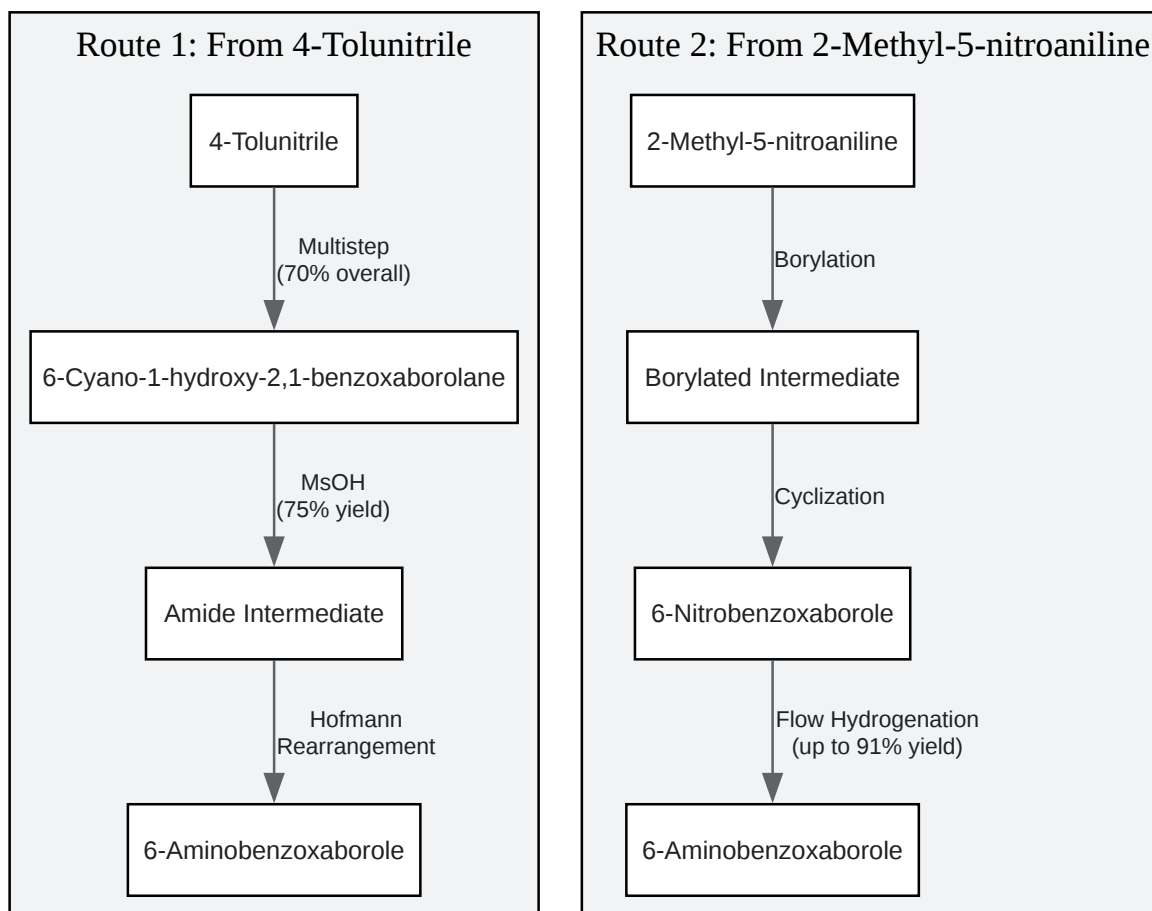 Route 1: From 4-Tolunitrile
4-Tolunitrile
Multistep
(70% overall)
6-Cyano-1-hydroxy-2,1-benzoxaborolane
MsOH
(75% yield)
Amide Intermediate
Hofmann
Rearrangement
6-Aminobenzoxaborole
Route 2: From 2-Methyl-5-nitroaniline
2-Methyl-5-nitroaniline
Borylation
Borylated Intermediate
Cyclization
6-Nitrobenzoxaborole
Flow Hydrogenation
(up to 91% yield)
6-Aminobenzoxaborole